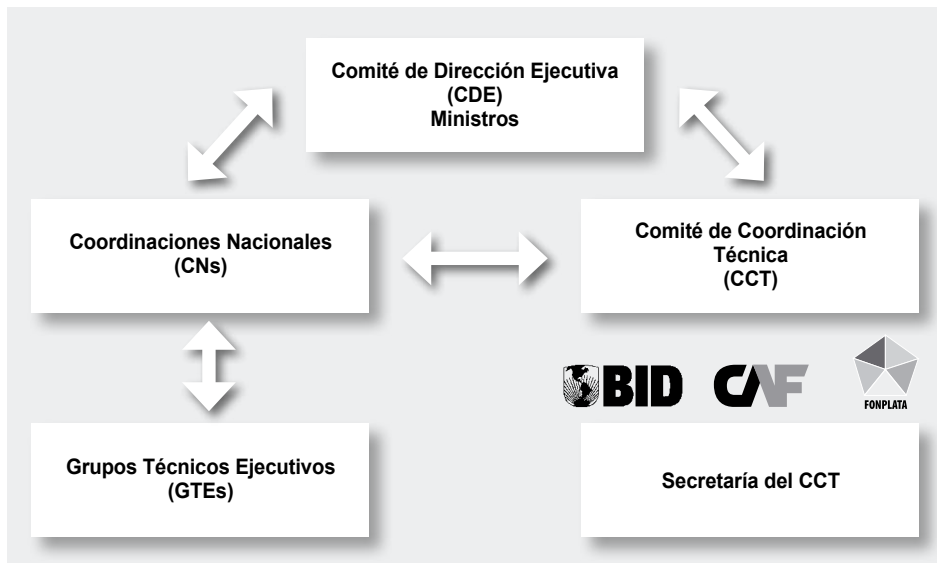 Comité de Dirección Ejecutiva
(CDE)
Ministros
Coordinaciones Nacionales
(CNs)
Comité de Coordinación
Técnica
(CCT)
BID
CAF
FONPLATA
Grupos Técnicos Ejecutivos
(GTEs)
Secretaría del CCT